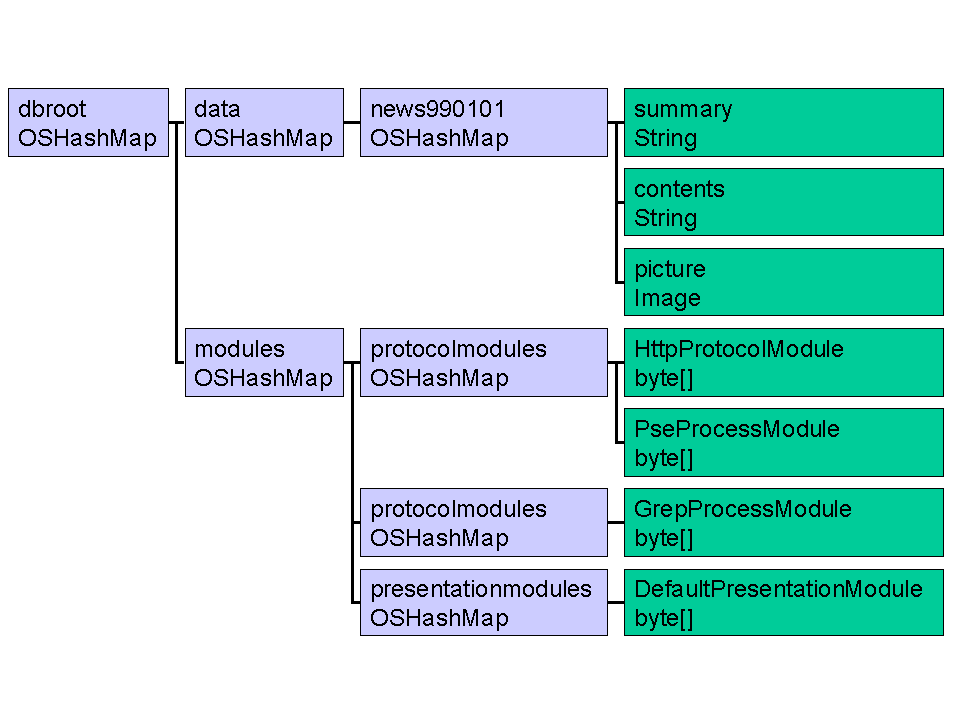 dbroot
OSHashMap
data
OSHashMap
news990101
OSHashMap
summary
String
contents
String
picture
Image
modules
OSHashMap
protocolmodules
OSHashMap
HttpProtocolModule
byte[]
PseProcessModule
byte[]
protocolmodules
OSHashMap
GrepProcessModule
byte[]
presentationmodules
OSHashMap
DefaultPresentationModule
byte[]